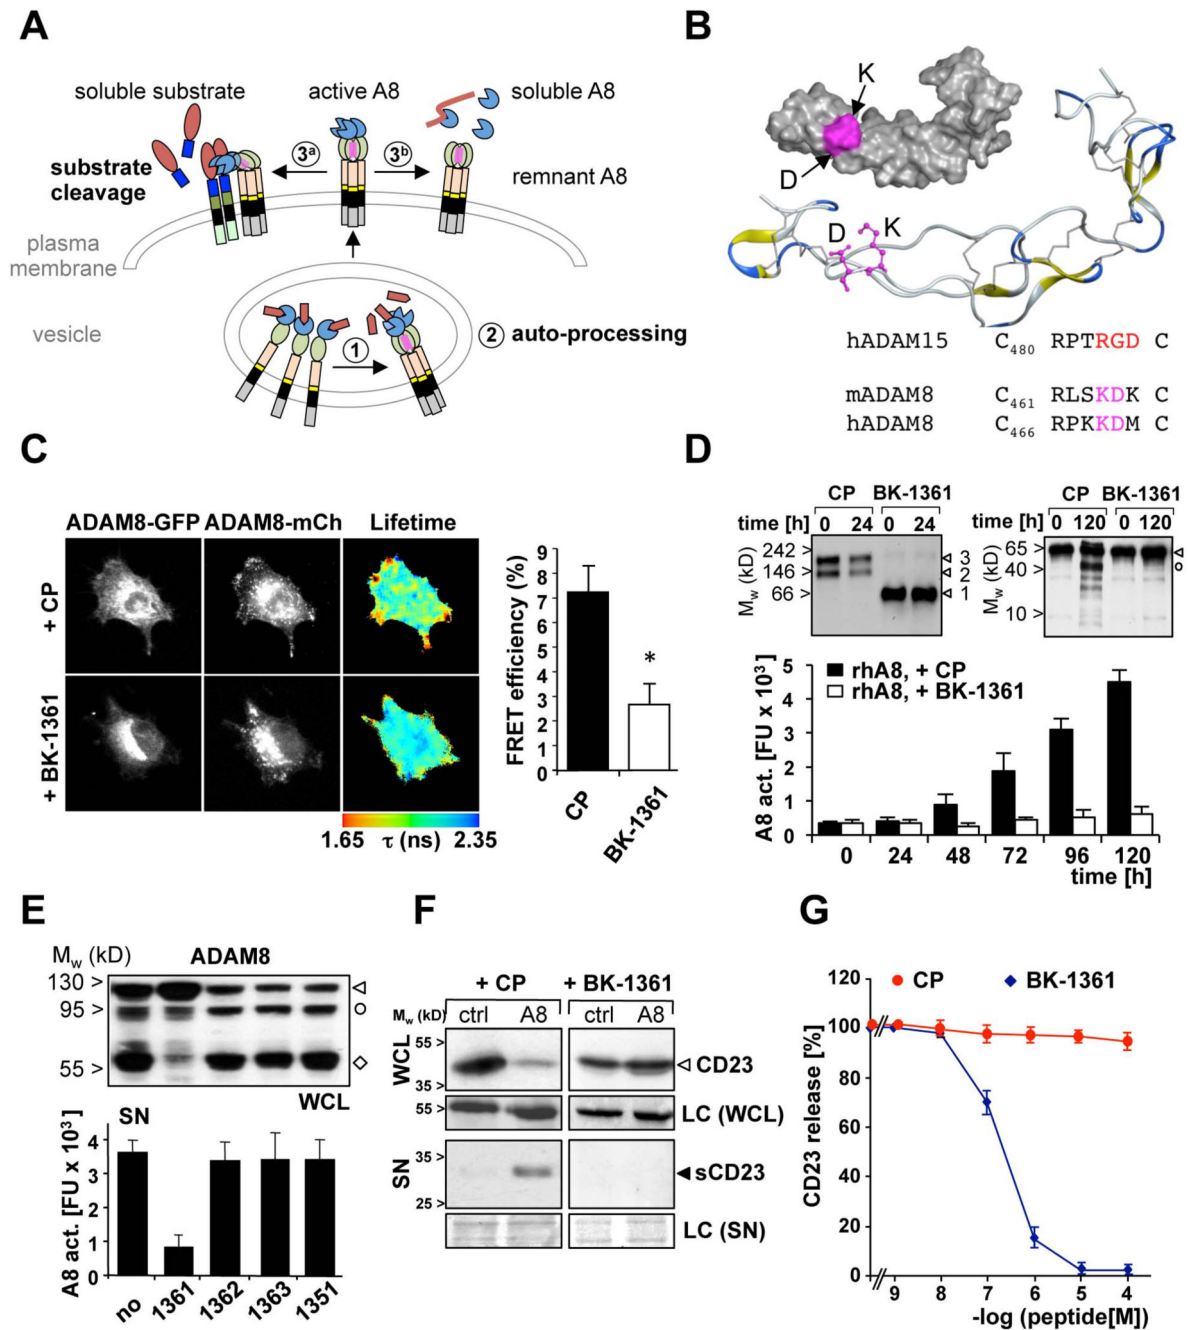 A
soluble substrate
active A8
soluble A8
substrate
cleavage
3a
3b
remnant A8
plasma
membrane
vesicle
1
2
auto-processing
B
K
D
D
K
hADAM15 C480 RPTRGD C
mADAM8 C461 RLSKDK C
hADAM8 C466 RPKKDM C
C
ADAM8-GFP ADAM8-mCh Lifetime
+ CP
+ BK-1361
1.65 τ (ns) 2.35
FRET efficiency (%)
9
8
7
6
5
4
3
2
1
0
*
CP
BK-1361
D
CP BK-1361
time [h] 0 24 0 24
Mw (kD)
242 >
146 >
66 >
3
2
1
CP BK-1361
time [h] 0 120 0 120
Mw (kD)
65 >
40 >
10 >
A8 act. [FU x 10³]
5
4
3
2
1
0
rhA8, + CP
rhA8, + BK-1361
0 24 48 72 96 120
time [h]
E
Mw (kD) ADAM8
130 >
95 >
55 >
WCL
SN
A8 act. [FU x 10³]
4
3
2
1
0
no 1361 1362 1363 1351
F
+ CP + BK-1361
Mw (kD) ctrl A8 ctrl A8
WCL
55 >
35 >
CD23
55 >
LC (WCL)
SN
35 >
25 >
sCD23
LC (SN)
G
CP BK-1361
CD23 release [%]
120
100
80
60
40
20
0
9 8 7 6 5 4
-log (peptide[M])